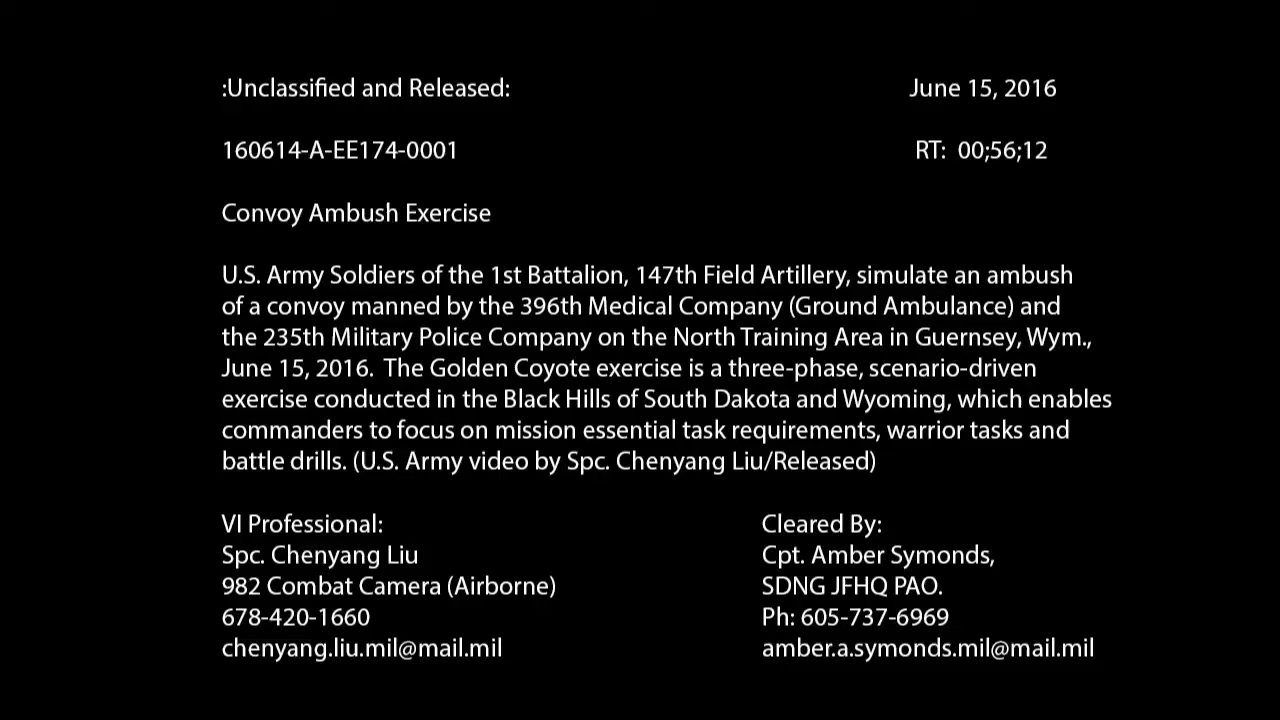 :Unclassified and Released: June 15, 2016
160614-A-EE174-0001 RT: 00;56;12
Convoy Ambush Exercise
U.S. Army Soldiers of the 1st Battalion, 147th Field Artillery, simulate an ambush
of a convoy manned by the 396th Medical Company (Ground Ambulance) and
the 235th Military Police Company on the North Training Area in Guernsey, Wym.,
June 15, 2016.  The Golden Coyote exercise is a three-phase, scenario-driven
exercise conducted in the Black Hills of South Dakota and Wyoming, which enables
commanders to focus on mission essential task requirements, warrior tasks and
battle drills. (U.S. Army video by Spc. Chenyang Liu/Released)
VI Professional:
Spc. Chenyang Liu
982 Combat Camera (Airborne)
678-420-1660
chenyang.liu.mil@mail.mil
Cleared By:
Cpt. Amber Symonds,
SDNG JFHQ PAO.
Ph: 605-737-6969
amber.a.symonds.mil@mail.mil